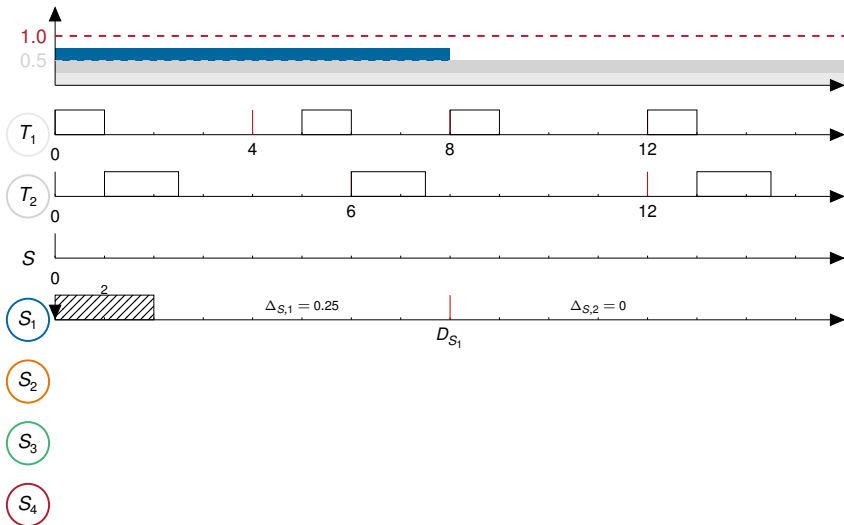 1.0
0.5
T1
0 4 8 12
T2
0 6 12
S
0
2
S1
ΔS,1 = 0.25 ΔS,2 = 0
DS1
S2
S3
S4